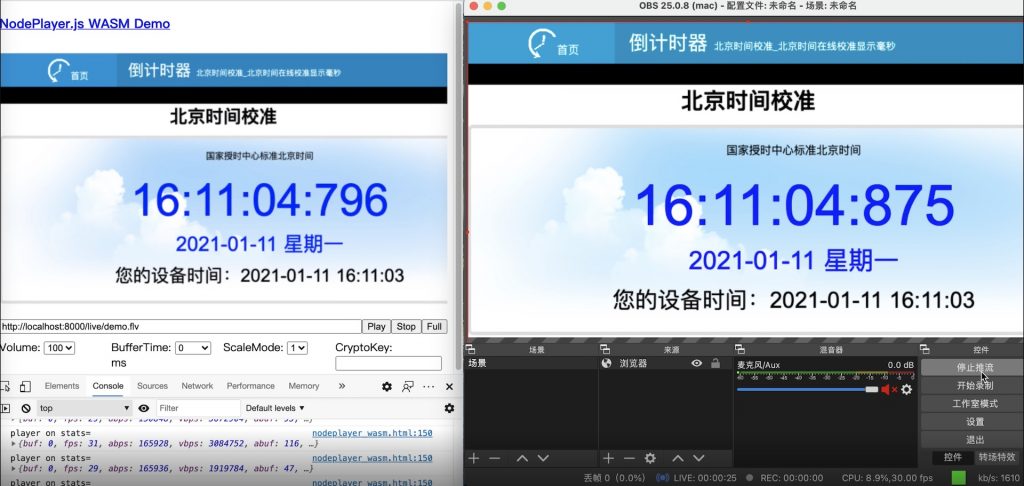 NodePlayer.js WASM Demo
首页
倒计时器 北京时间校准_北京时间在线校准显示毫秒
北京时间校准
国家授时中心标准北京时间
16:11:04:796
2021-01-11 星期一
您的设备时间：2021-01-11 16:11:03
http://localhost:8000/live/demo.flv
Play Stop Full
Volume: 100 BufferTime: 0 ms ScaleMode: 1 CryptoKey:
Elements Console Sources Network Performance Memory »
top Filter Default levels
player on stats= nodeplayer_wasm.html:150
{buf: 0, fps: 31, abps: 165928, vbps: 3084752, abuf: 116, …}
player on stats= nodeplayer_wasm.html:150
{buf: 0, fps: 29, abps: 165936, vbps: 1919784, abuf: 47, …}
player on stats= nodeplayer_wasm.html:150
OBS 25.0.8 (mac) - 配置文件: 未命名 - 场景: 未命名
首页
倒计时器 北京时间校准_北京时间在线校准显示毫秒
北京时间校准
国家授时中心标准北京时间
16:11:04:875
2021-01-11 星期一
您的设备时间：2021-01-11 16:11:03
场景 来源 混音器 控件
场景
浏览器
麦克风/Aux 0.0 dB
停止推流
开始录制
工作室模式
设置
退出
控件 转场特效
丢帧 0 (0.0%) LIVE: 00:00:25 REC: 00:00:00 CPU: 8.9%,30.00 fps kb/s: 1610